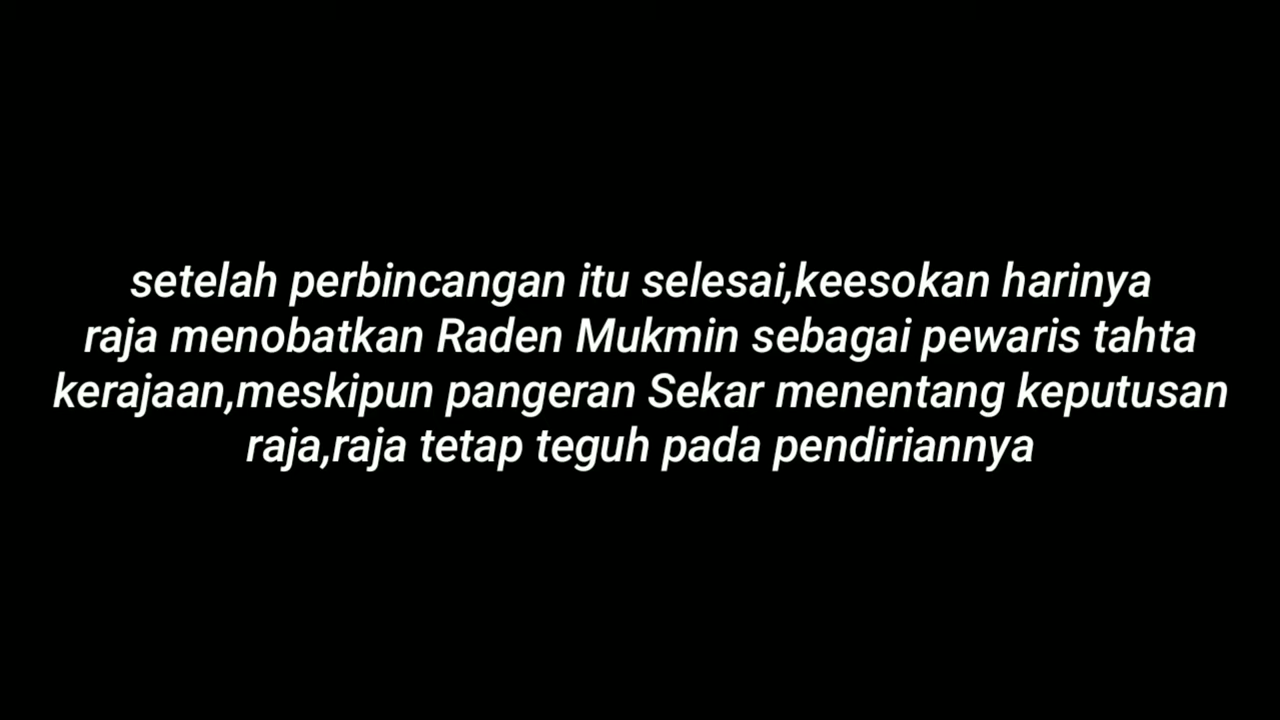 setelah perbincangan itu selesai,keesokan harinya
raja menobatkan Raden Mukmin sebagai pewaris tahta
kerajaan,meskipun pangeran Sekar menentang keputusan
raja,raja tetap teguh pada pendiriannya